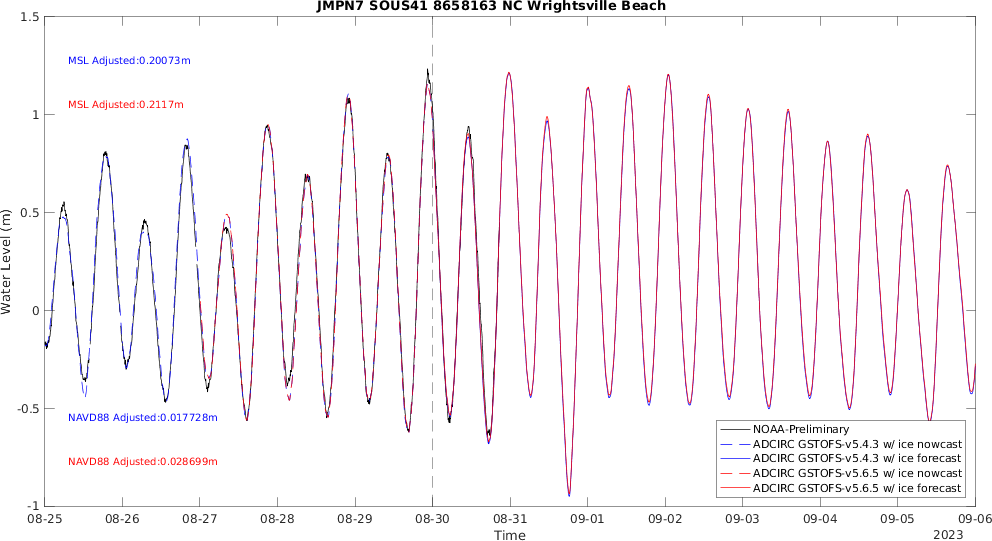 JMPN7 SOUS41 8658163 NC Wrightsville Beach
1.5
MSL Adjusted:0.20073m
MSL Adjusted:0.2117m
1
0.5
Water Level (m)
0
-0.5
NAVD88 Adjusted:0.017728m
NAVD88 Adjusted:0.028699m
NOAA-Preliminary
ADCIRC GSTOFS-v5.4.3 w/ ice nowcast
ADCIRC GSTOFS-v5.4.3 w/ ice forecast
ADCIRC GSTOFS-v5.6.5 w/ ice nowcast
ADCIRC GSTOFS-v5.6.5 w/ ice forecast
-1
08-25 08-26 08-27 08-28 08-29 08-30 08-31 09-01 09-02 09-03 09-04 09-05 09-06
Time
2023